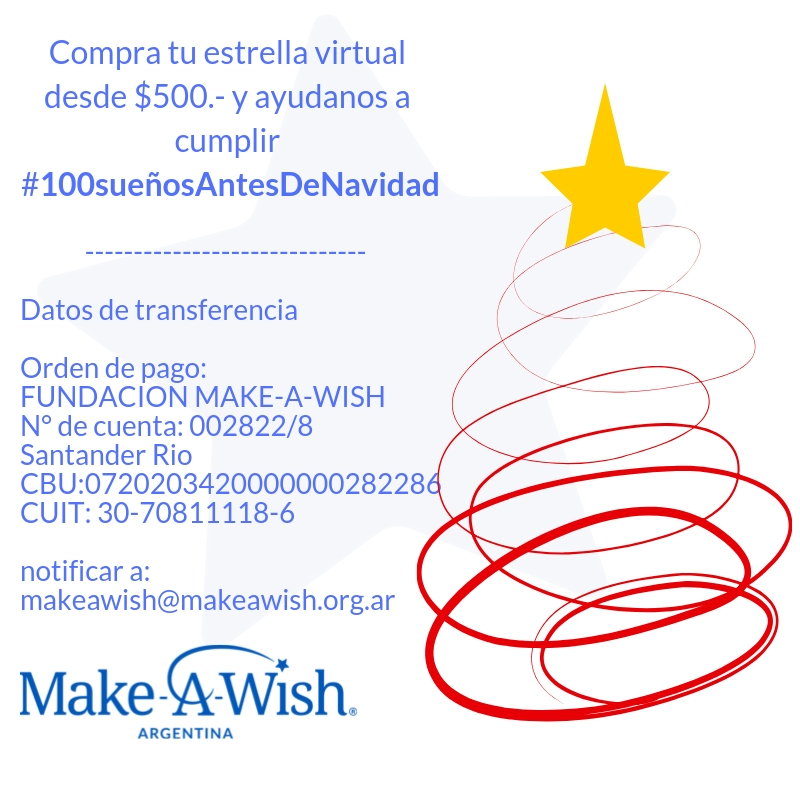 Compra tu estrella virtual
desde $500.- y ayudanos a
cumplir
#100sueñosAntesDeNavidad
-----------------------------
Datos de transferencia
Orden de pago:
FUNDACION MAKE-A-WISH
N° de cuenta: 002822/8
Santander Rio
CBU:0720203420000000282286
CUIT: 30-70811118-6
notificar a:
makeawish@makeawish.org.ar
Make-A-Wish®
ARGENTINA